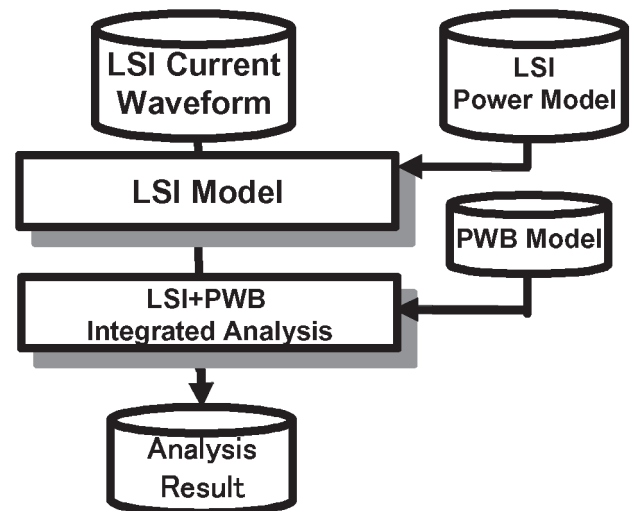 LSI Current
Waveform
LSI
Power Model
LSI Model
PWB Model
LSI+PWB
Integrated Analysis
Analysis
Result